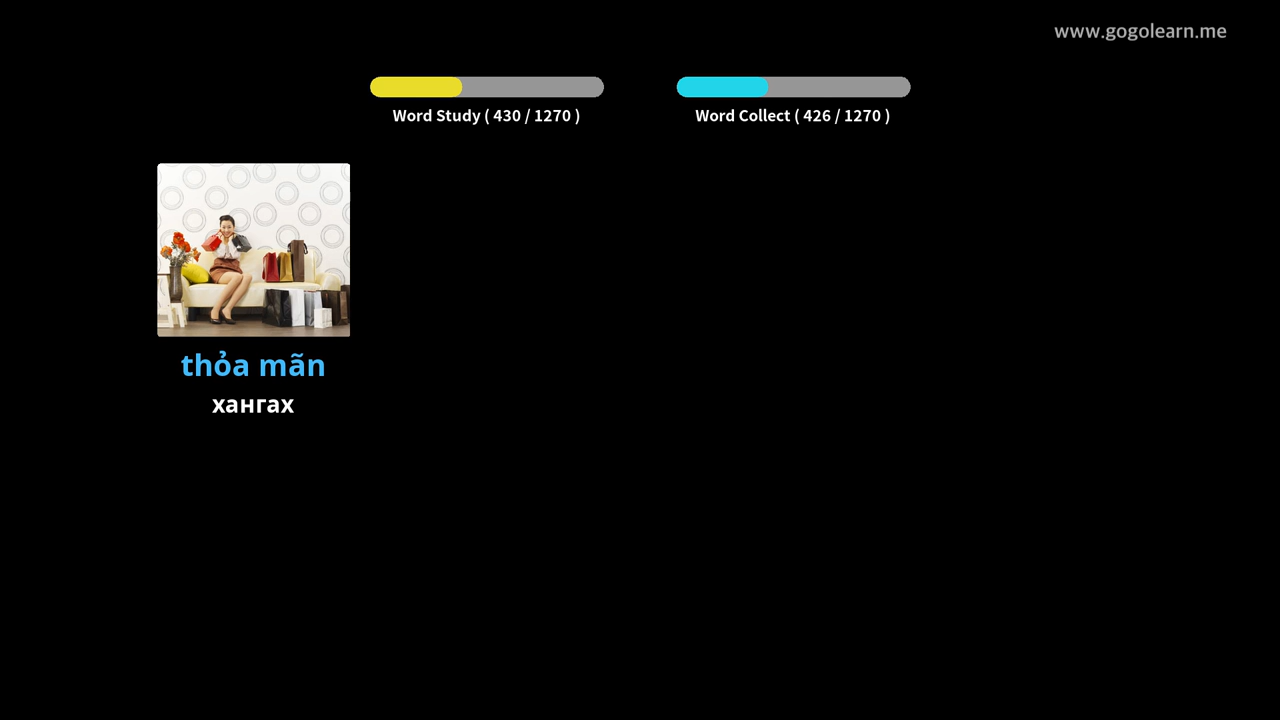 www.gogolearn.me
Word Study ( 430 / 1270 )
Word Collect ( 426 / 1270 )
thỏa mãn
хангах